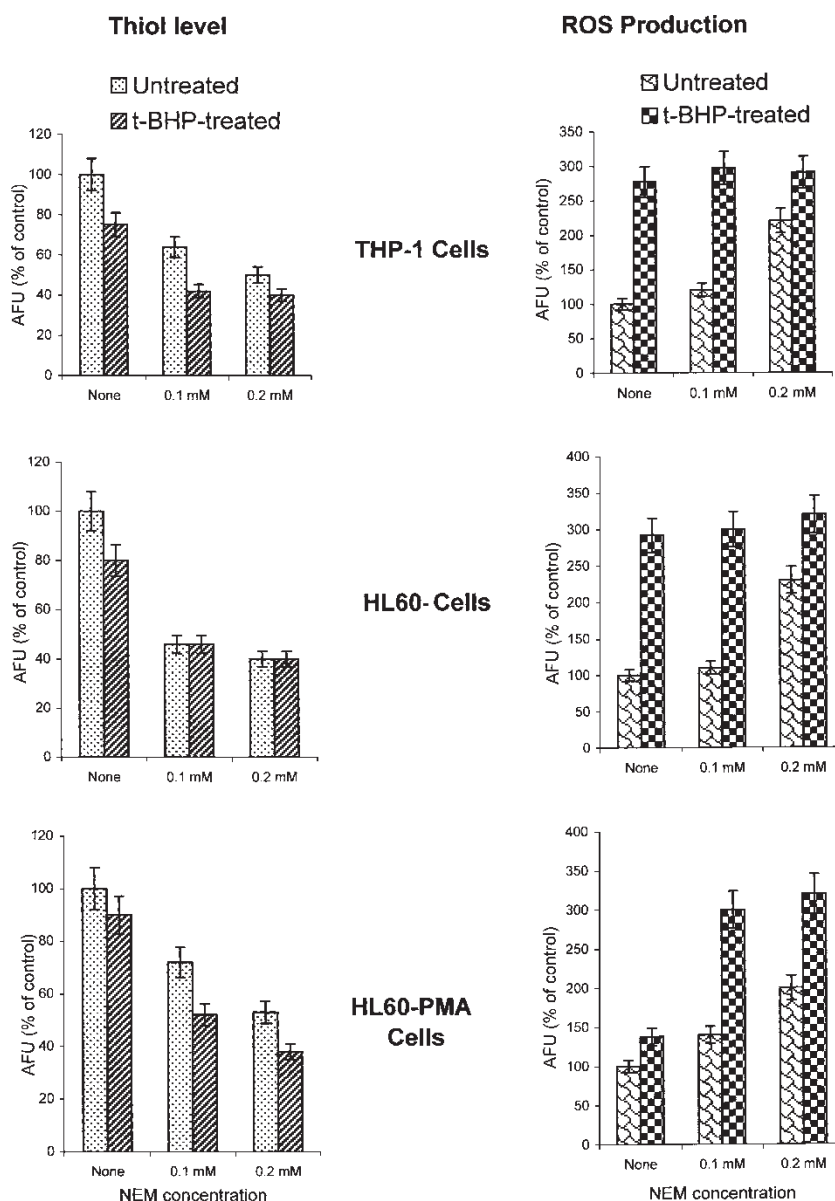 Thiol level
Untreated
t-BHP-treated
120
100
80
60
40
20
0
AFU (% of control)
None
0.1 mM
0.2 mM
ROS Production
Untreated
t-BHP-treated
350
300
250
200
150
100
50
0
AFU (% of control)
None
0.1 mM
0.2 mM
THP-1 Cells
120
100
80
60
40
20
0
AFU (% of control)
None
0.1 mM
0.2 mM
HL60- Cells
400
350
300
250
200
150
100
50
0
AFU (% of control)
None
0.1 mM
0.2 mM
120
100
80
60
40
20
0
AFU (% of control)
None
0.1 mM
0.2 mM
NEM concentration
HL60-PMA
Cells
400
350
300
250
200
150
100
50
0
AFU (% of control)
None
0.1 mM
0.2 mM
NEM concentration